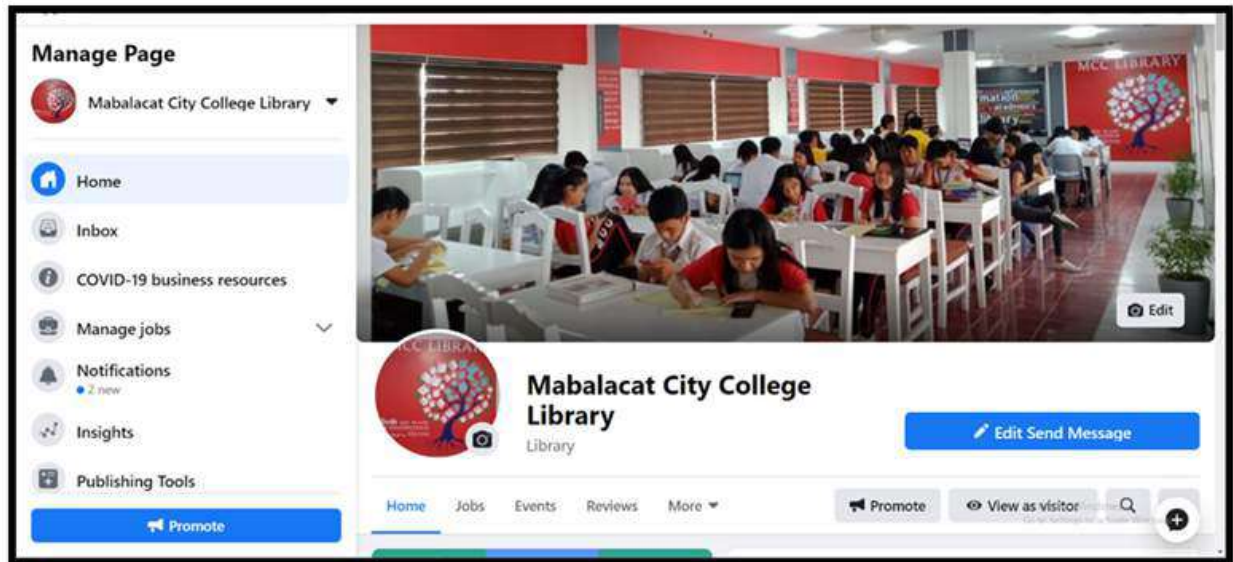 Manage Page
Mabalacat City College Library
Home
Inbox
COVID-19 business resources
Manage jobs
Notifications
2 new
Insights
Publishing Tools
Promote
MCC LIBRARY
Edit
Mabalacat City College
Library
Library
Edit Send Message
Home Jobs Events Reviews More
Promote View as visitor